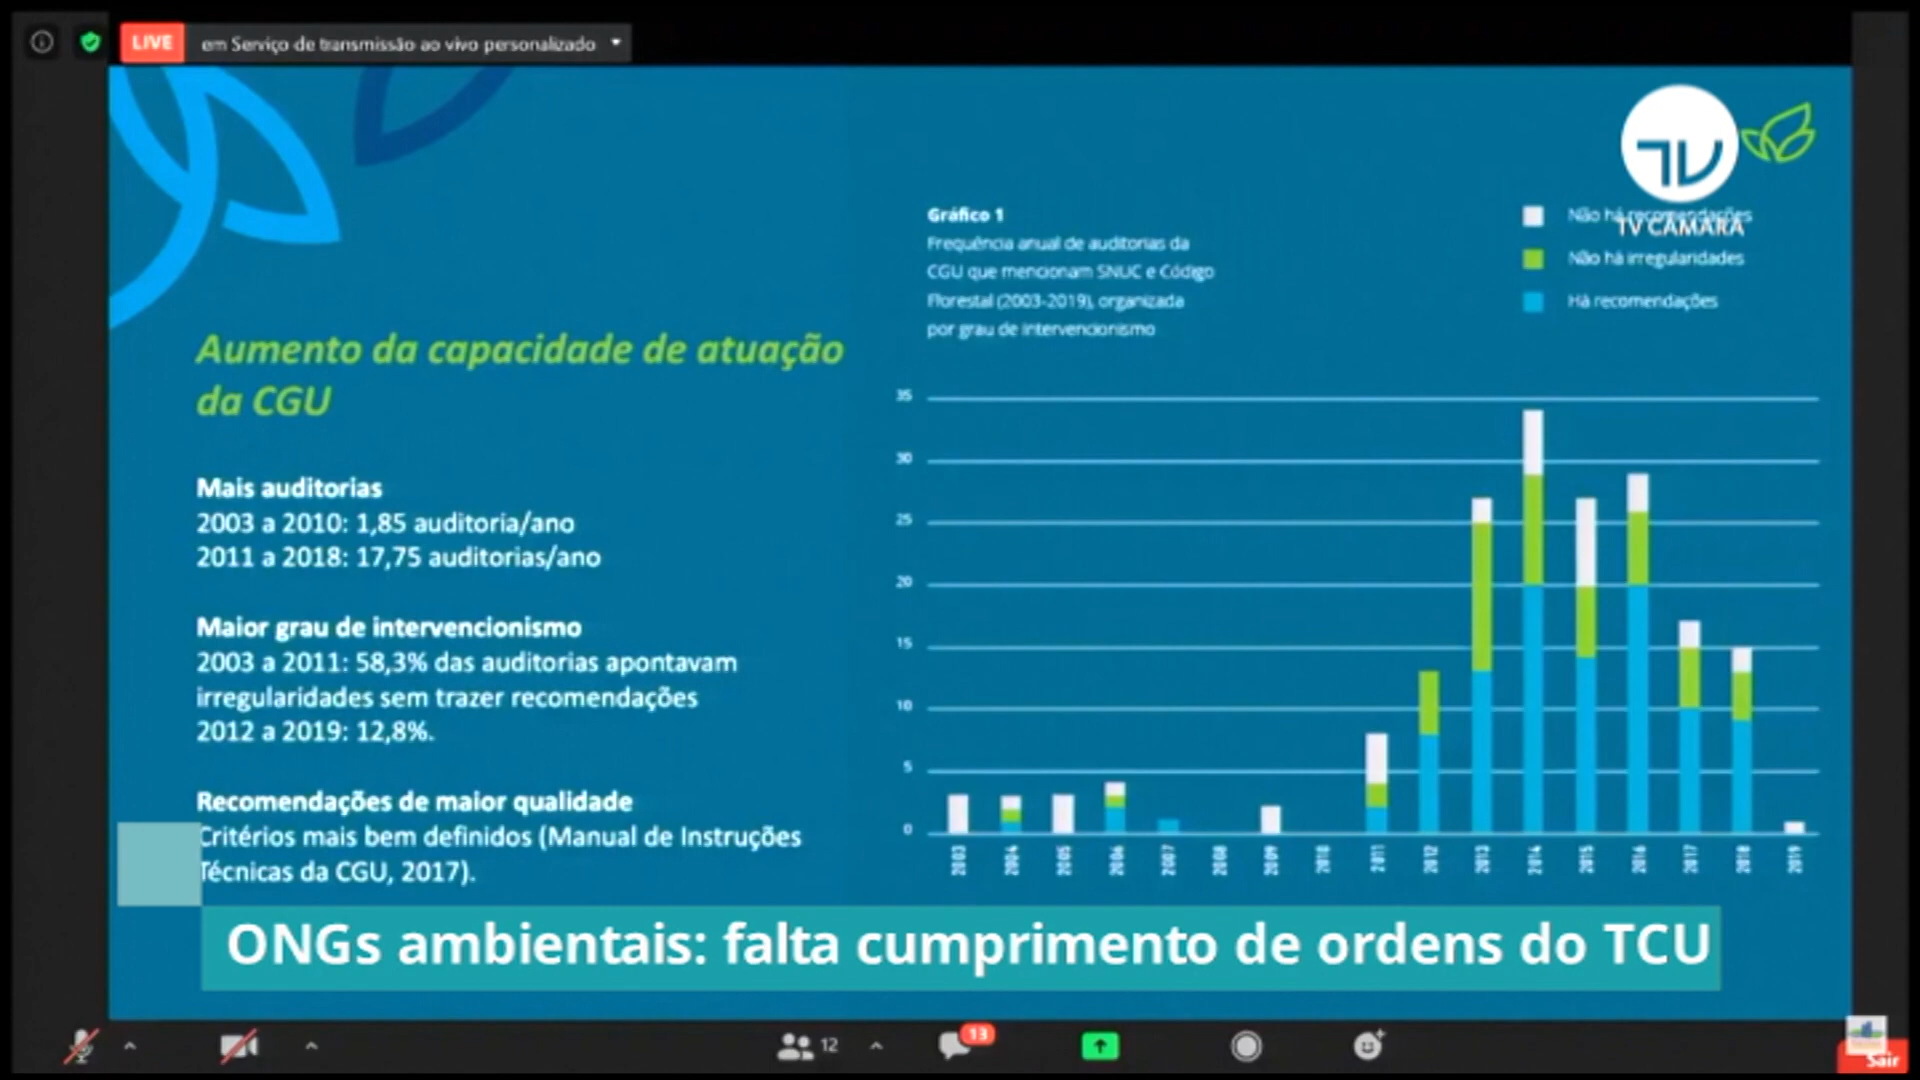 LIVE em Serviço de transmissão ao vivo personalizado
Aumento da capacidade de atuação
da CGU
Mais auditorias
2003 a 2010: 1,85 auditoria/ano
2011 a 2018: 17,75 auditorias/ano
Maior grau de intervencionismo
2003 a 2011: 58,3% das auditorias apontavam
irregularidades sem trazer recomendações
2012 a 2019: 12,8%.
Recomendações de maior qualidade
Critérios mais bem definidos (Manual de Instruções
Técnicas da CGU, 2017).
Gráfico 1
Frequência anual de auditorias da
CGU que mencionam SNUC e Código
Florestal (2003-2019), organizada
por grau de intervencionismo
Não há recomendações
Não há irregularidades
Há recomendações
TV CÂMARA
35
30
25
20
15
10
5
0
2003 2004 2005 2006 2007 2008 2009 2010 2011 2012 2013 2014 2015 2016 2017 2018 2019
ONGs ambientais: falta cumprimento de ordens do TCU
12
13
Sair